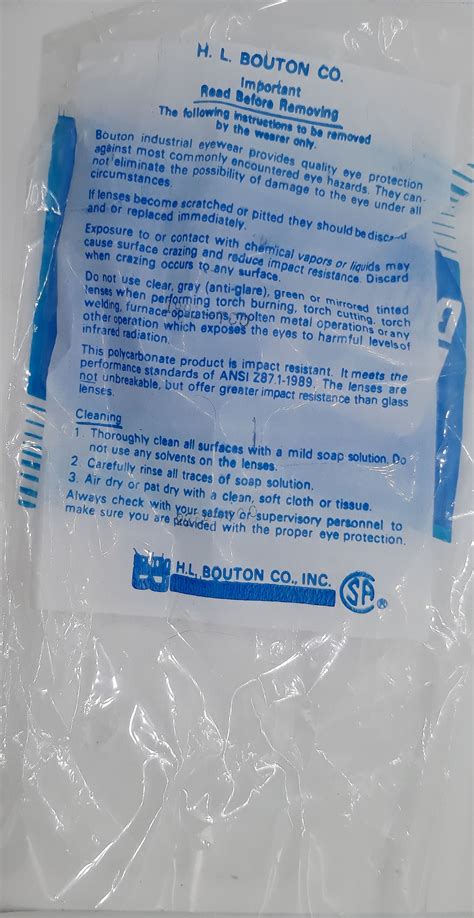 H. L. BOUTON CO.
Important
Read Before Removing
The following instructions to be removed
by the wearer only.
Bouton industrial eyewear provides quality eye protection
against most commonly encountered eye hazards. They can-
not eliminate the possibility of damage to the eye under all
circumstances.
If lenses become scratched or pitted they should be
and or replaced immediately.
Exposure to or contact with chemical vapors or liquids may
cause surface crazing and reduce impact resistance. Discard
when crazing occurs to any surface.
Do not use clear, gray (anti-glare), green or mirrored tinted
lenses when performing torch burning, torch cutting, torch
welding, furnace operations, molten metal operations or any
other operation which exposes the eyes to harmful levels of
infrared radiation.
This polycarbonate product is impact resistant. It meets the
performance standards of ANSI Z87.1-1989. The lenses are
not unbreakable, but offer greater impact resistance than glass
lenses.
Cleaning
1. Thoroughly clean all surfaces with a mild soap solution. Do
not use any solvents on the lenses.
2. Carefully rinse all traces of soap solution.
3. Air dry or pat dry with a clean, soft cloth or tissue.
Always check with your safety or supervisory personnel to
make sure you are provided with the proper eye protection.
H.L. BOUTON CO., INC. SA ®